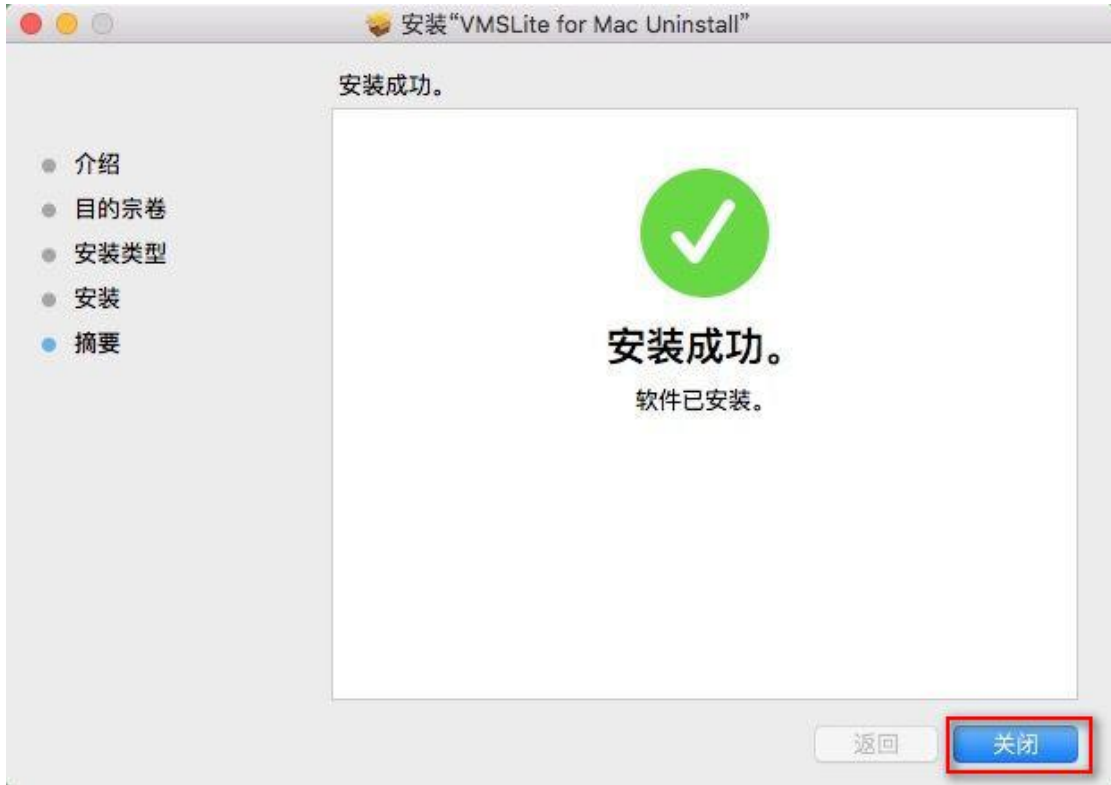 安装“VMSLite for Mac Uninstall”
安装成功。
介绍
目的宗卷
安装类型
安装
摘要
安装成功。
软件已安装。
返回
关闭